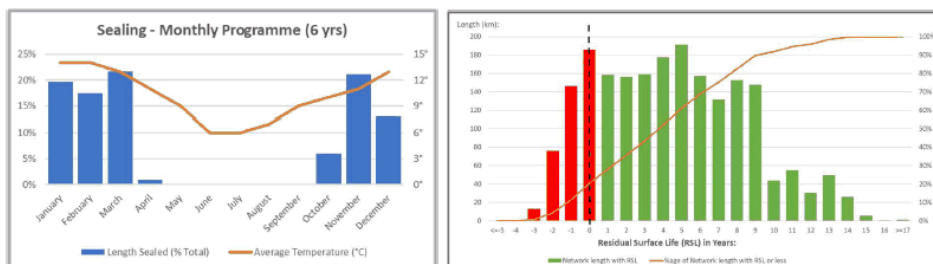 Sealing - Monthly Programme (6 yrs)
25%
20%
15%
10%
5%
0%
15°
12°
9°
6°
3°
0°
January
February
March
April
May
June
July
August
September
October
November
December
Length Sealed (% Total)
Average Temperature (°C)
Length (km):
200
180
160
140
120
100
80
60
40
20
0
100%
90%
80%
70%
60%
50%
40%
30%
20%
10%
0%
<=-5 -4 -3 -2 -1 0 1 2 3 4 5 6 7 8 9 10 11 12 13 14 15 16 >=17
Residual Surface Life (RSL) in Years:
Network length with RSL
%age of Network length with RSL or less